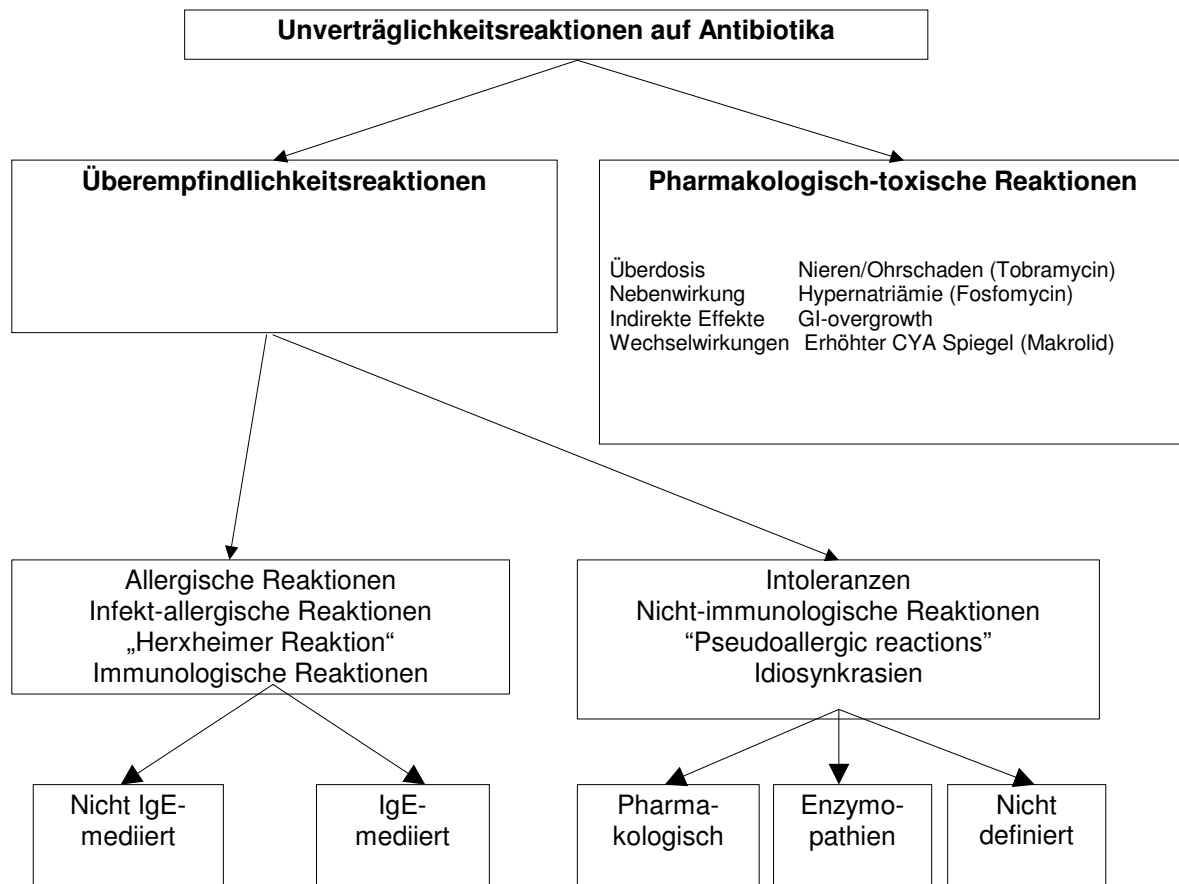 Unverträglichkeitsreaktionen auf Antibiotika
Überempfindlichkeitsreaktionen
Pharmakologisch-toxische Reaktionen
Überdosis Nieren/Ohrschaden (Tobramycin)
Nebenwirkung Hypernatriämie (Fosfomycin)
Indirekte Effekte GI-overgrowth
Wechselwirkungen Erhöhter CYA Spiegel (Makrolid)
Allergische Reaktionen
Infekt-allergische Reaktionen
„Herxheimer Reaktion“
Immunologische Reaktionen
Intoleranzen
Nicht-immunologische Reaktionen
“Pseudoallergic reactions”
Idiosynkrasien
Nicht IgE-
mediiert
IgE-
mediiert
Pharma-
kologisch
Enzymo-
pathien
Nicht
definiert